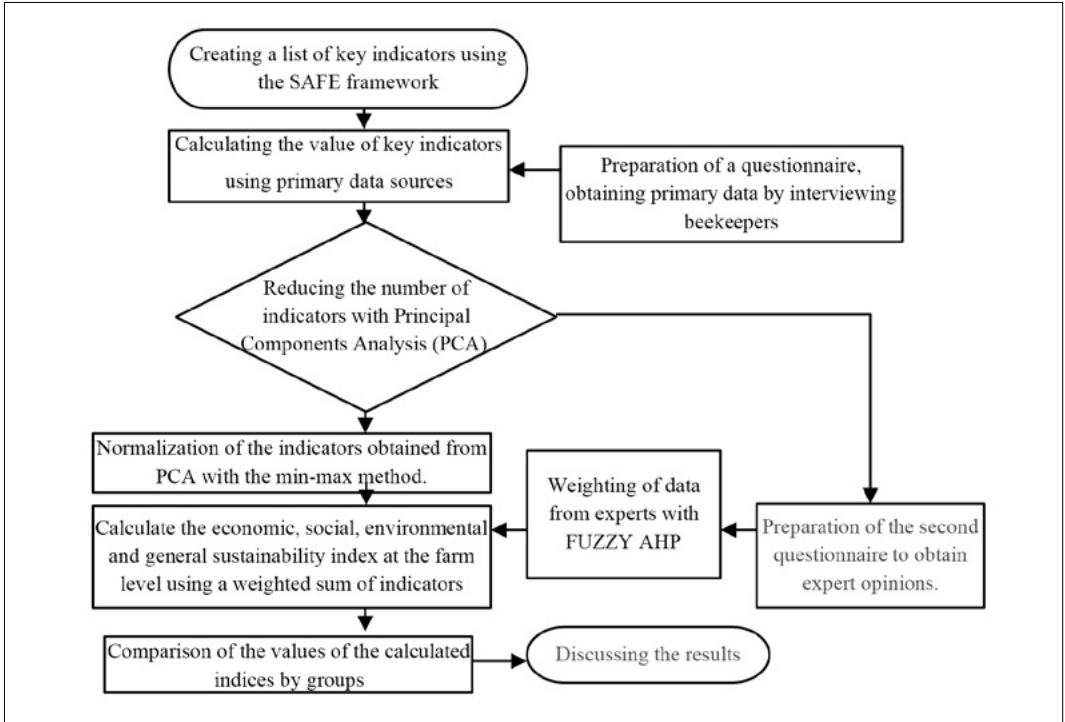 Creating a list of key indicators using
the SAFE framework
Calculating the value of key indicators
using primary data sources
Preparation of a questionnaire,
obtaining primary data by interviewing
beekeepers
Reducing the number of
indicators with Principal
Components Analysis (PCA)
Normalization of the indicators obtained from
PCA with the min-max method.
Weighting of data
from experts with
FUZZY AHP
Preparation of the second
questionnaire to obtain
expert opinions.
Calculate the economic, social, environmental
and general sustainability index at the farm
level using a weighted sum of indicators
Comparison of the values of the calculated
indices by groups
Discussing the results